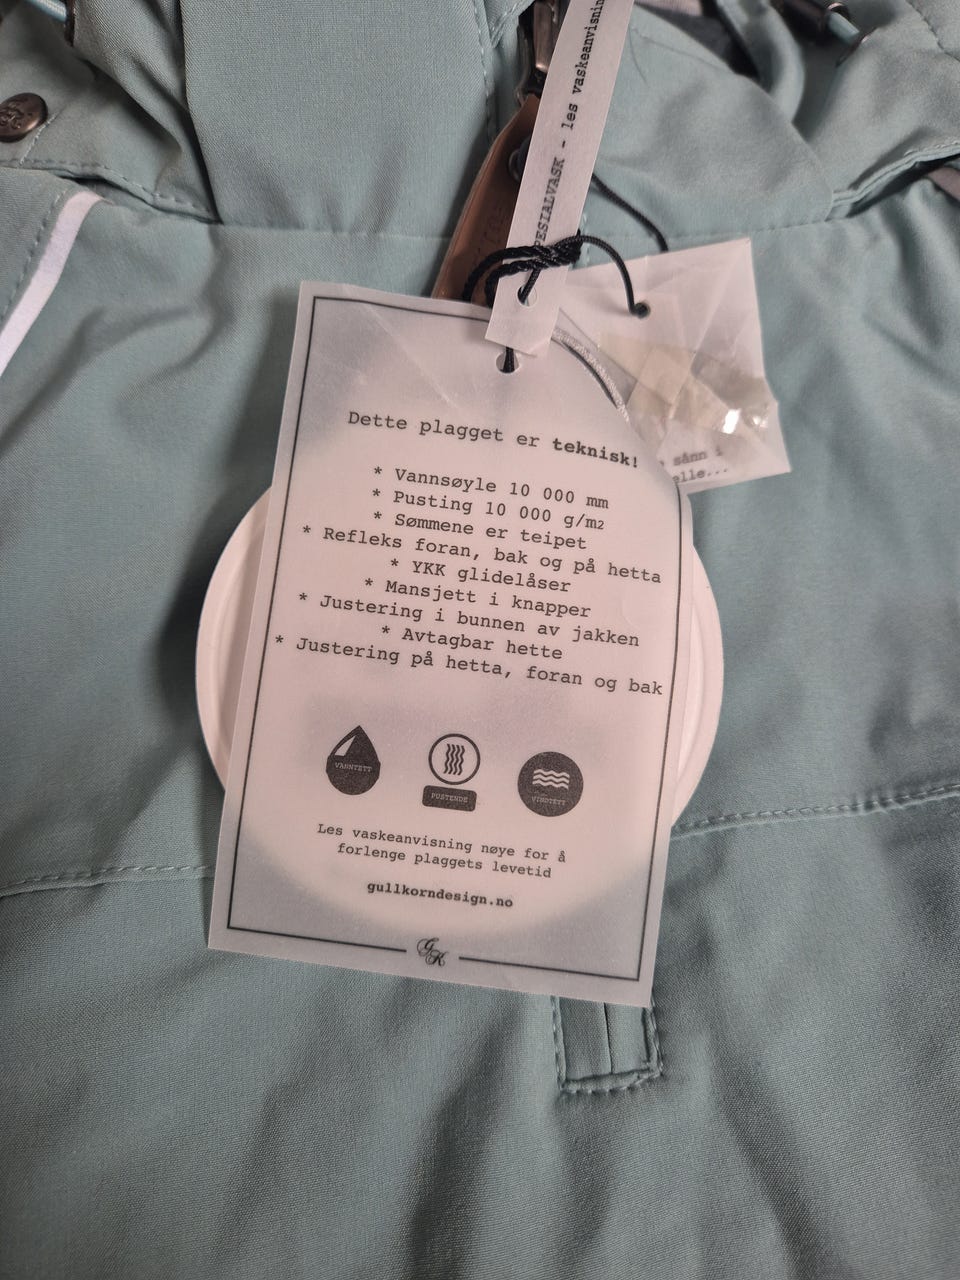 les vaskeanvisning
PESIALVASK -
sånn i
elle...
Dette plagget er teknisk!
* Vannsøyle 10 000 mm
* Pusting 10 000 g/m2
* Sømmene er teipet
* Refleks foran, bak og på hetta
* YKK glidelåser
* Mansjett i knapper
* Justering i bunnen av jakken
* Avtagbar hette
* Justering på hetta, foran og bak
VANNTETT
PUSTENDE
VINDTETT
Les vaskeanvisning nøye for å
forlenge plaggets levetid
gullkorndesign.no
GK